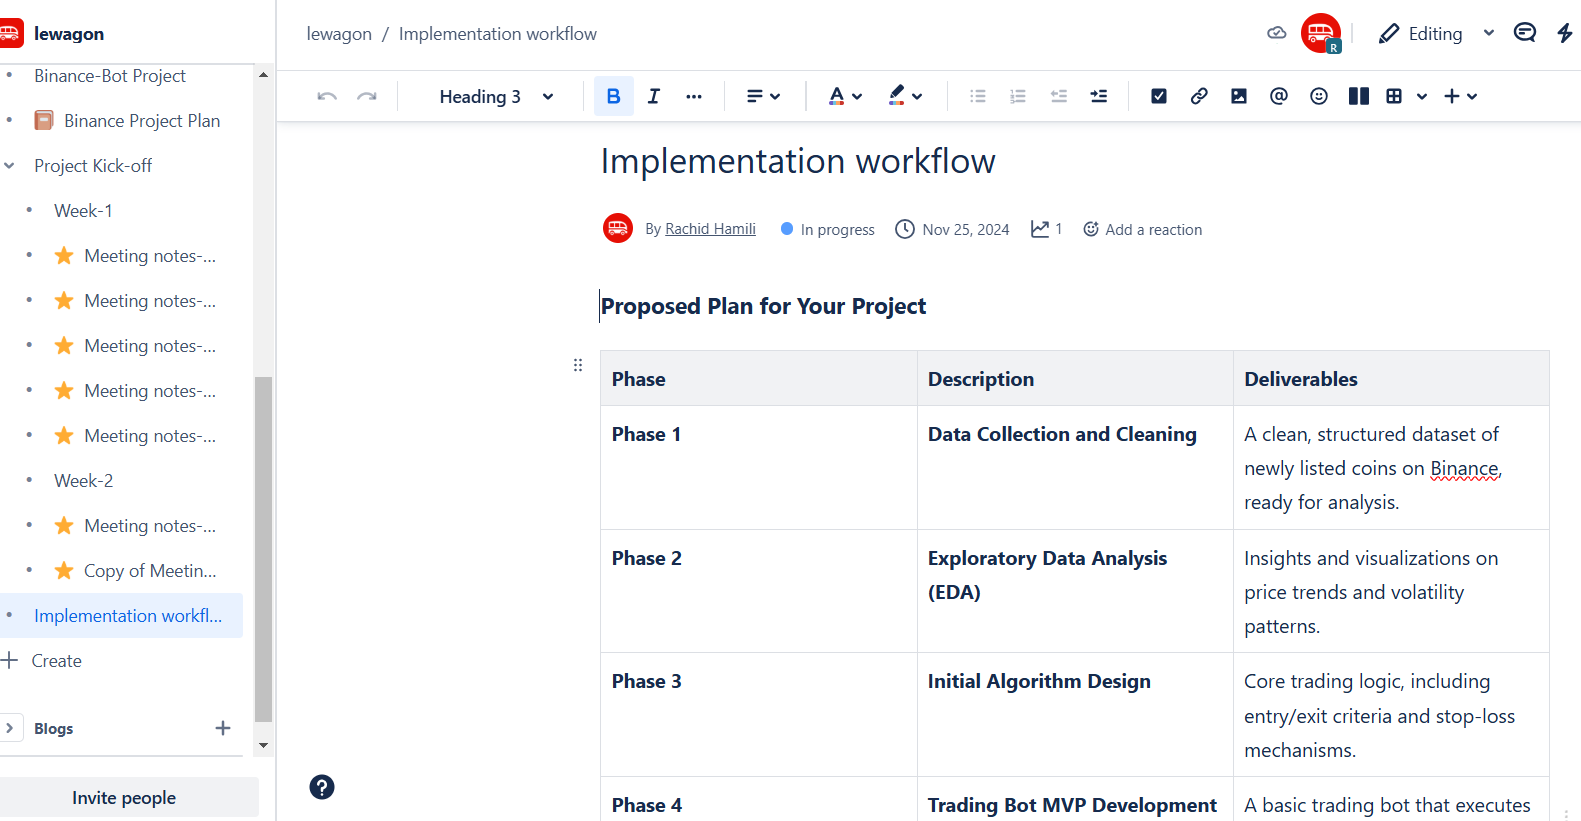 lewagon
Binance-Bot Project
Binance Project Plan
Project Kick-off
Week-1
Meeting notes-...
Meeting notes-...
Meeting notes-...
Meeting notes-...
Meeting notes-...
Week-2
Meeting notes-...
Copy of Meetin...
Implementation workfl...
Create
Blogs
Invite people
lewagon / Implementation workflow
R
Editing
Heading 3
B I A
Implementation workflow
By Rachid Hamili In progress Nov 25, 2024 1 Add a reaction
Proposed Plan for Your Project
Phase Description Deliverables
Phase 1 Data Collection and Cleaning A clean, structured dataset of
newly listed coins on Binance,
ready for analysis.
Phase 2 Exploratory Data Analysis Insights and visualizations on
(EDA) price trends and volatility
patterns.
Phase 3 Initial Algorithm Design Core trading logic, including
entry/exit criteria and stop-loss
mechanisms.
Phase 4 Trading Bot MVP Development A basic trading bot that executes